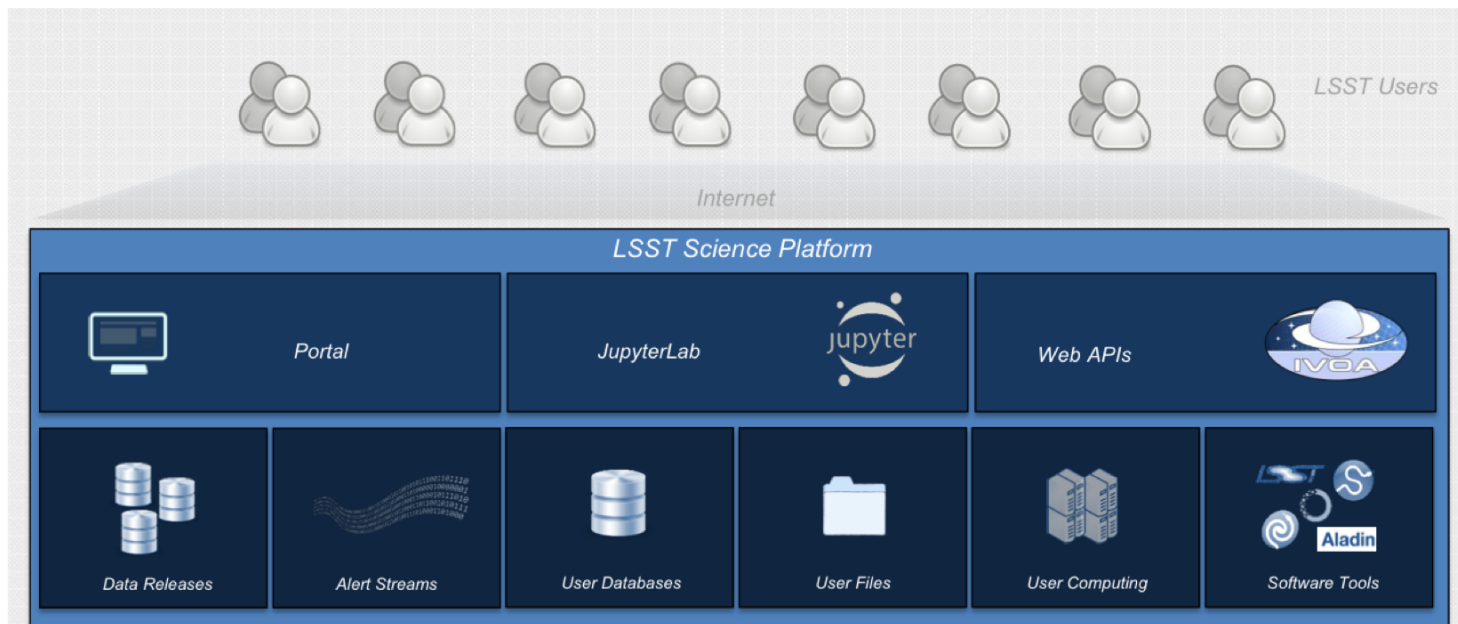 LSST Users
Internet
LSST Science Platform
Portal
JupyterLab
jupyter
Web APIs
IVOA
LSST
Aladin
Data Releases
Alert Streams
User Databases
User Files
User Computing
Software Tools